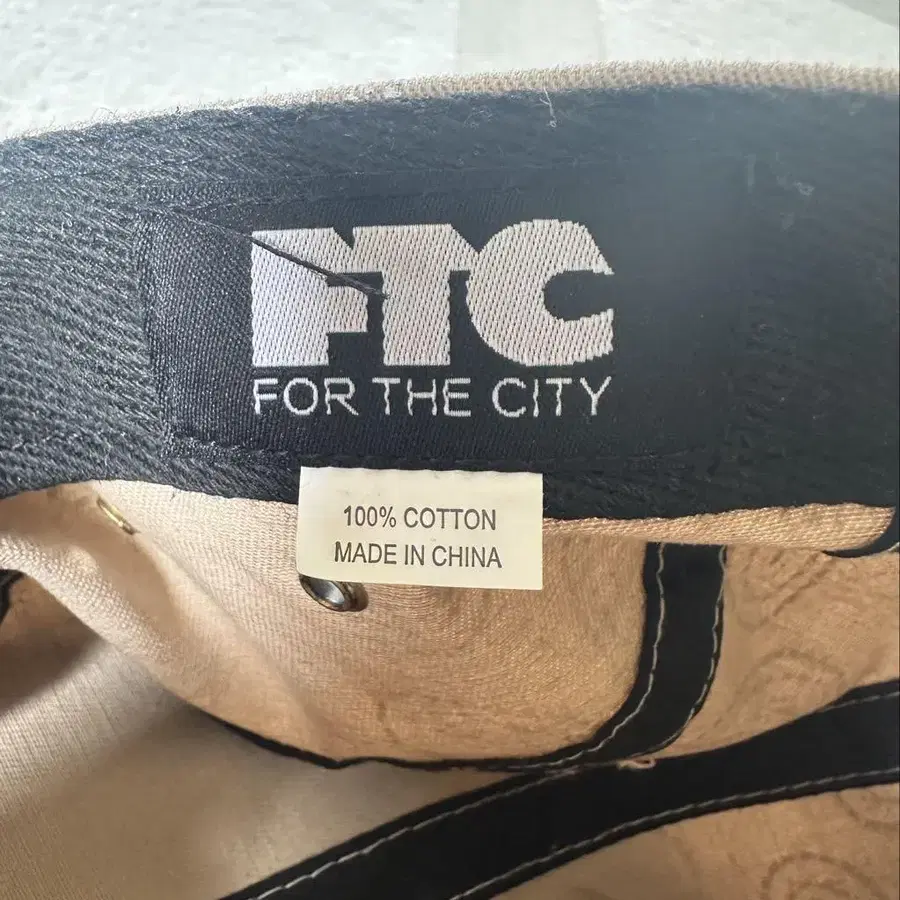 FTC
FOR THE CITY
100% COTTON
MADE IN CHINA